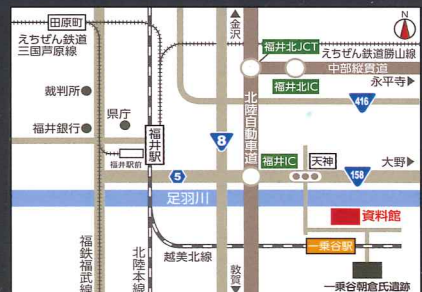 田原町
えちぜん鉄道
三国芦原線
▲金沢
N
福井北JCT
えちぜん鉄道勝山線
中部縦貫道
永平寺▶
福井北IC
416
裁判所
県庁
福井銀行
福井駅
福井駅前
北陸自動車道
8
5
福井IC
天神
158
大野▶
足羽川
資料館
一乗谷駅
越美北線
福鉄福武線
北陸本線
敦賀▼
一乗谷朝倉氏遺跡